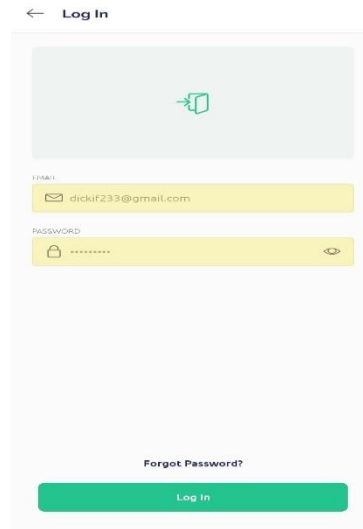 Log In
EMAIL
dickif233@gmail.com
PASSWORD
·········
Forgot Password?
Log In